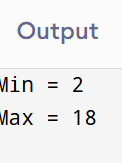 Output
Min = 2
Max = 18